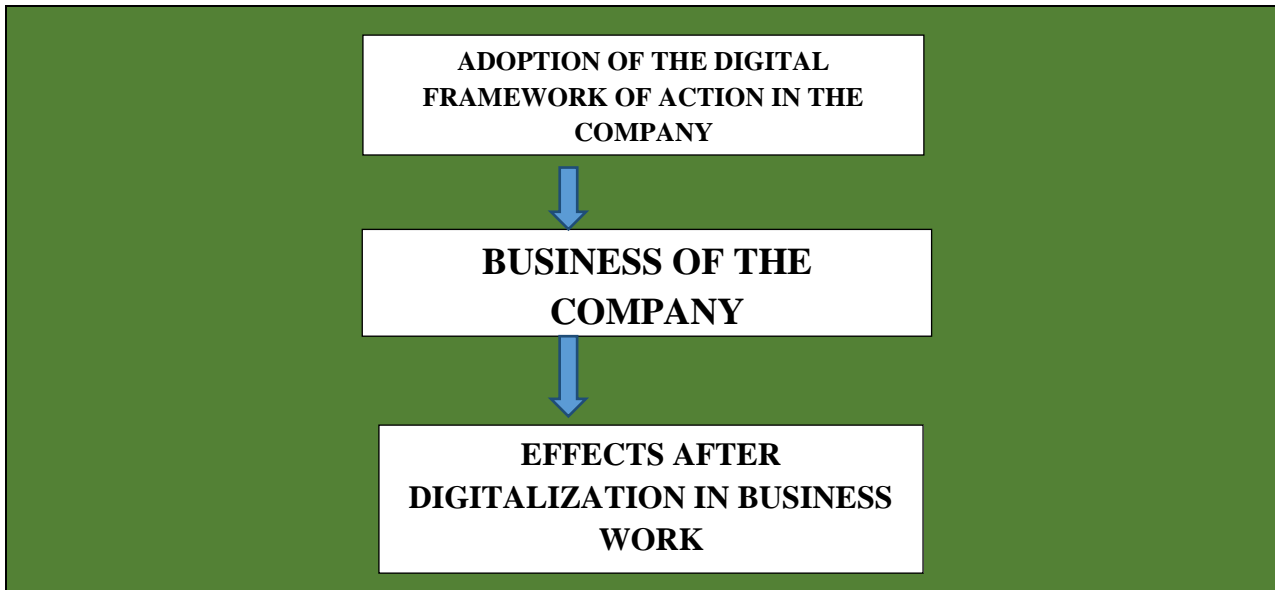 ADOPTION OF THE DIGITAL
FRAMEWORK OF ACTION IN THE
COMPANY
BUSINESS OF THE
COMPANY
EFFECTS AFTER
DIGITALIZATION IN BUSINESS
WORK